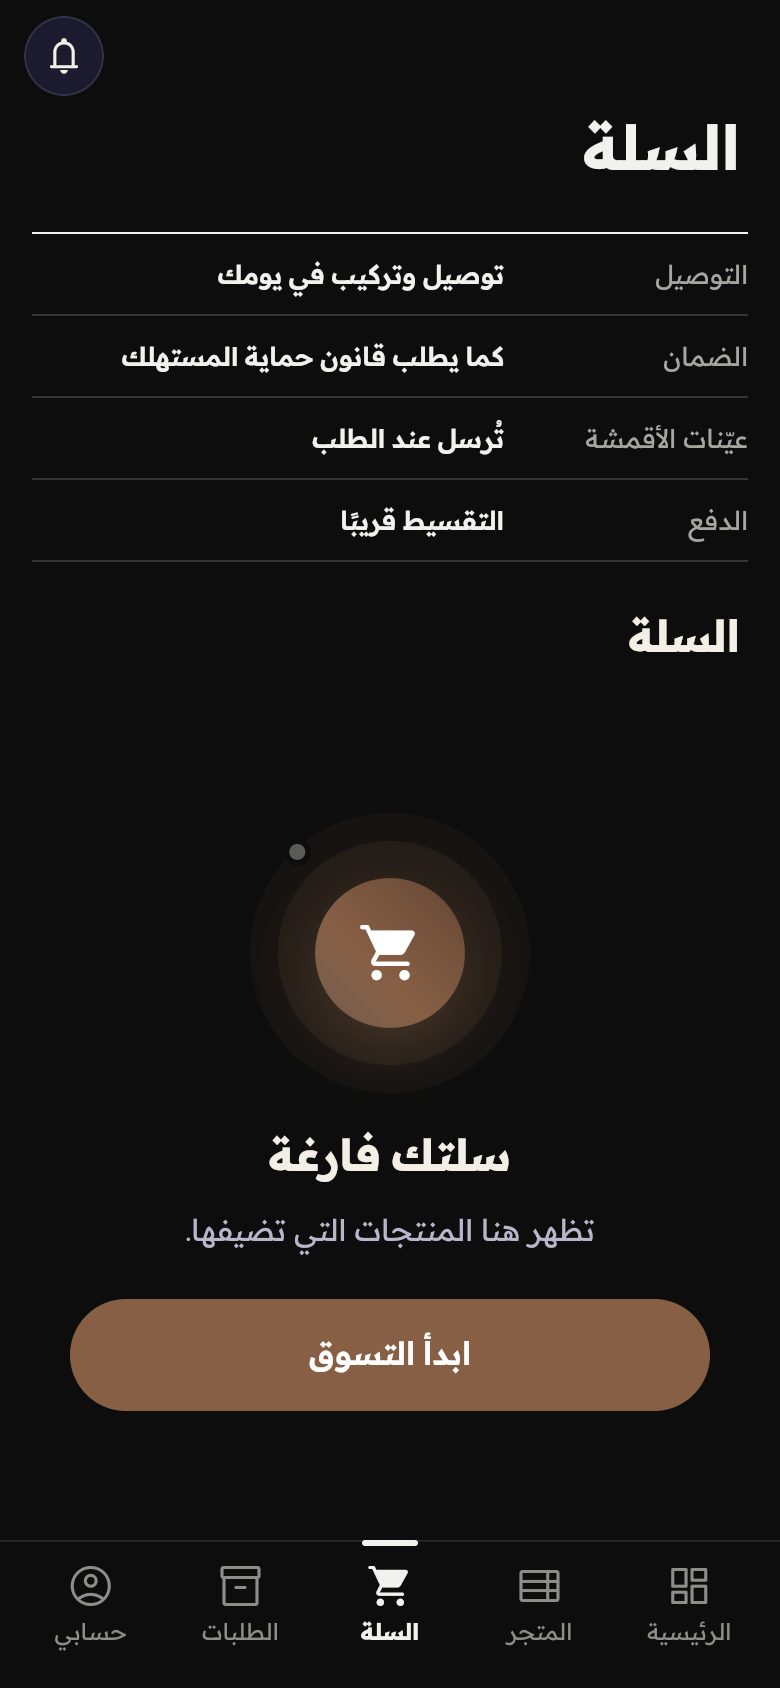 السلة
التوصيل توصيل وتركيب في يومك
الضمان كما يطلب قانون حماية المستهلك
عيّنات الأقمشة تُرسل عند الطلب
الدفع التقسيط قريبًا
السلة
سلتك فارغة
تظهر هنا المنتجات التي تضيفها.
ابدأ التسوق
الرئيسية المتجر السلة الطلبات حسابي